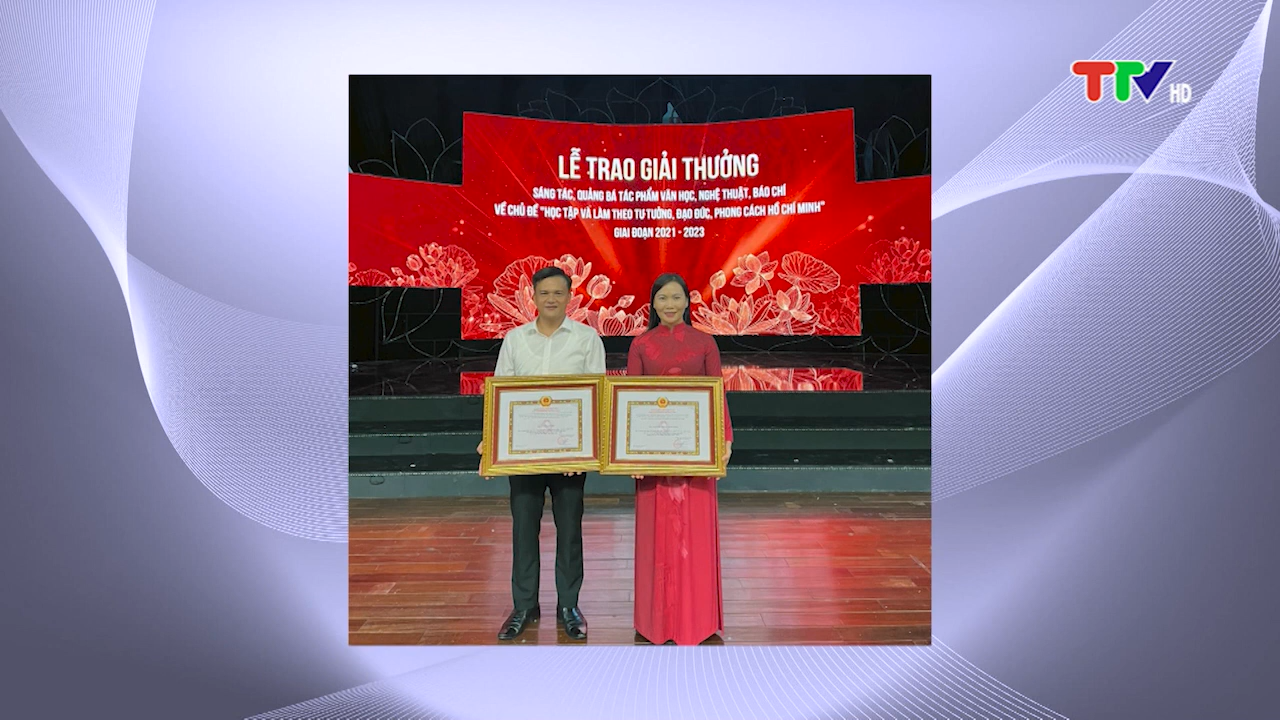 TTV HD
LỄ TRAO GIẢI THƯỞNG
SÁNG TÁC, QUẢNG BÁ TÁC PHẨM VĂN HỌC, NGHỆ THUẬT, BÁO CHÍ
VỀ CHỦ ĐỀ "HỌC TẬP VÀ LÀM THEO TƯ TƯỞNG, ĐẠO ĐỨC, PHONG CÁCH HỒ CHÍ MINH"
GIAI ĐOẠN 2021 - 2023